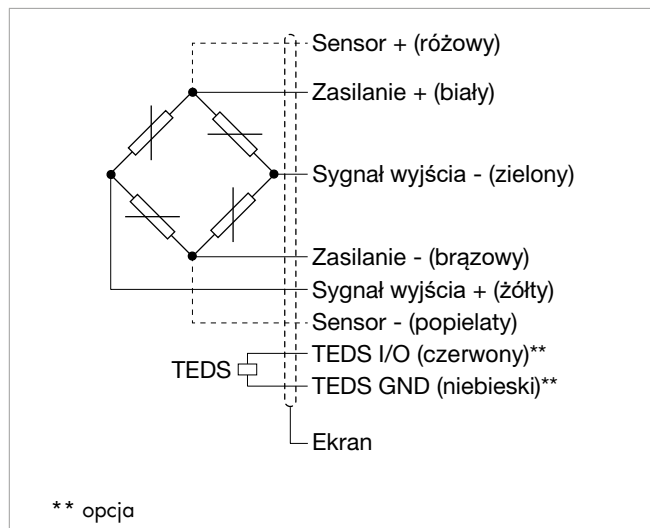 Sensor + (różowy)
Zasilanie + (biały)
Sygnał wyjścia - (zielony)
Zasilanie - (brązowy)
Sygnał wyjścia + (żółty)
Sensor - (popielaty)
TEDS I/O (czerwony)**
TEDS
TEDS GND (niebieski)**
Ekran
** opcja